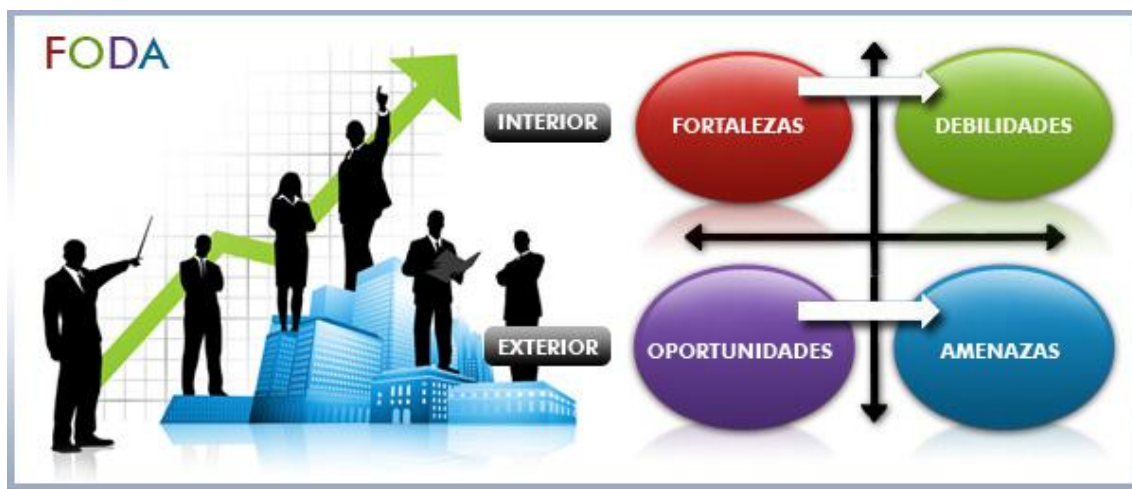 FODA
INTERIOR
FORTALEZAS
DEBILIDADES
EXTERIOR
OPORTUNIDADES
AMENAZAS